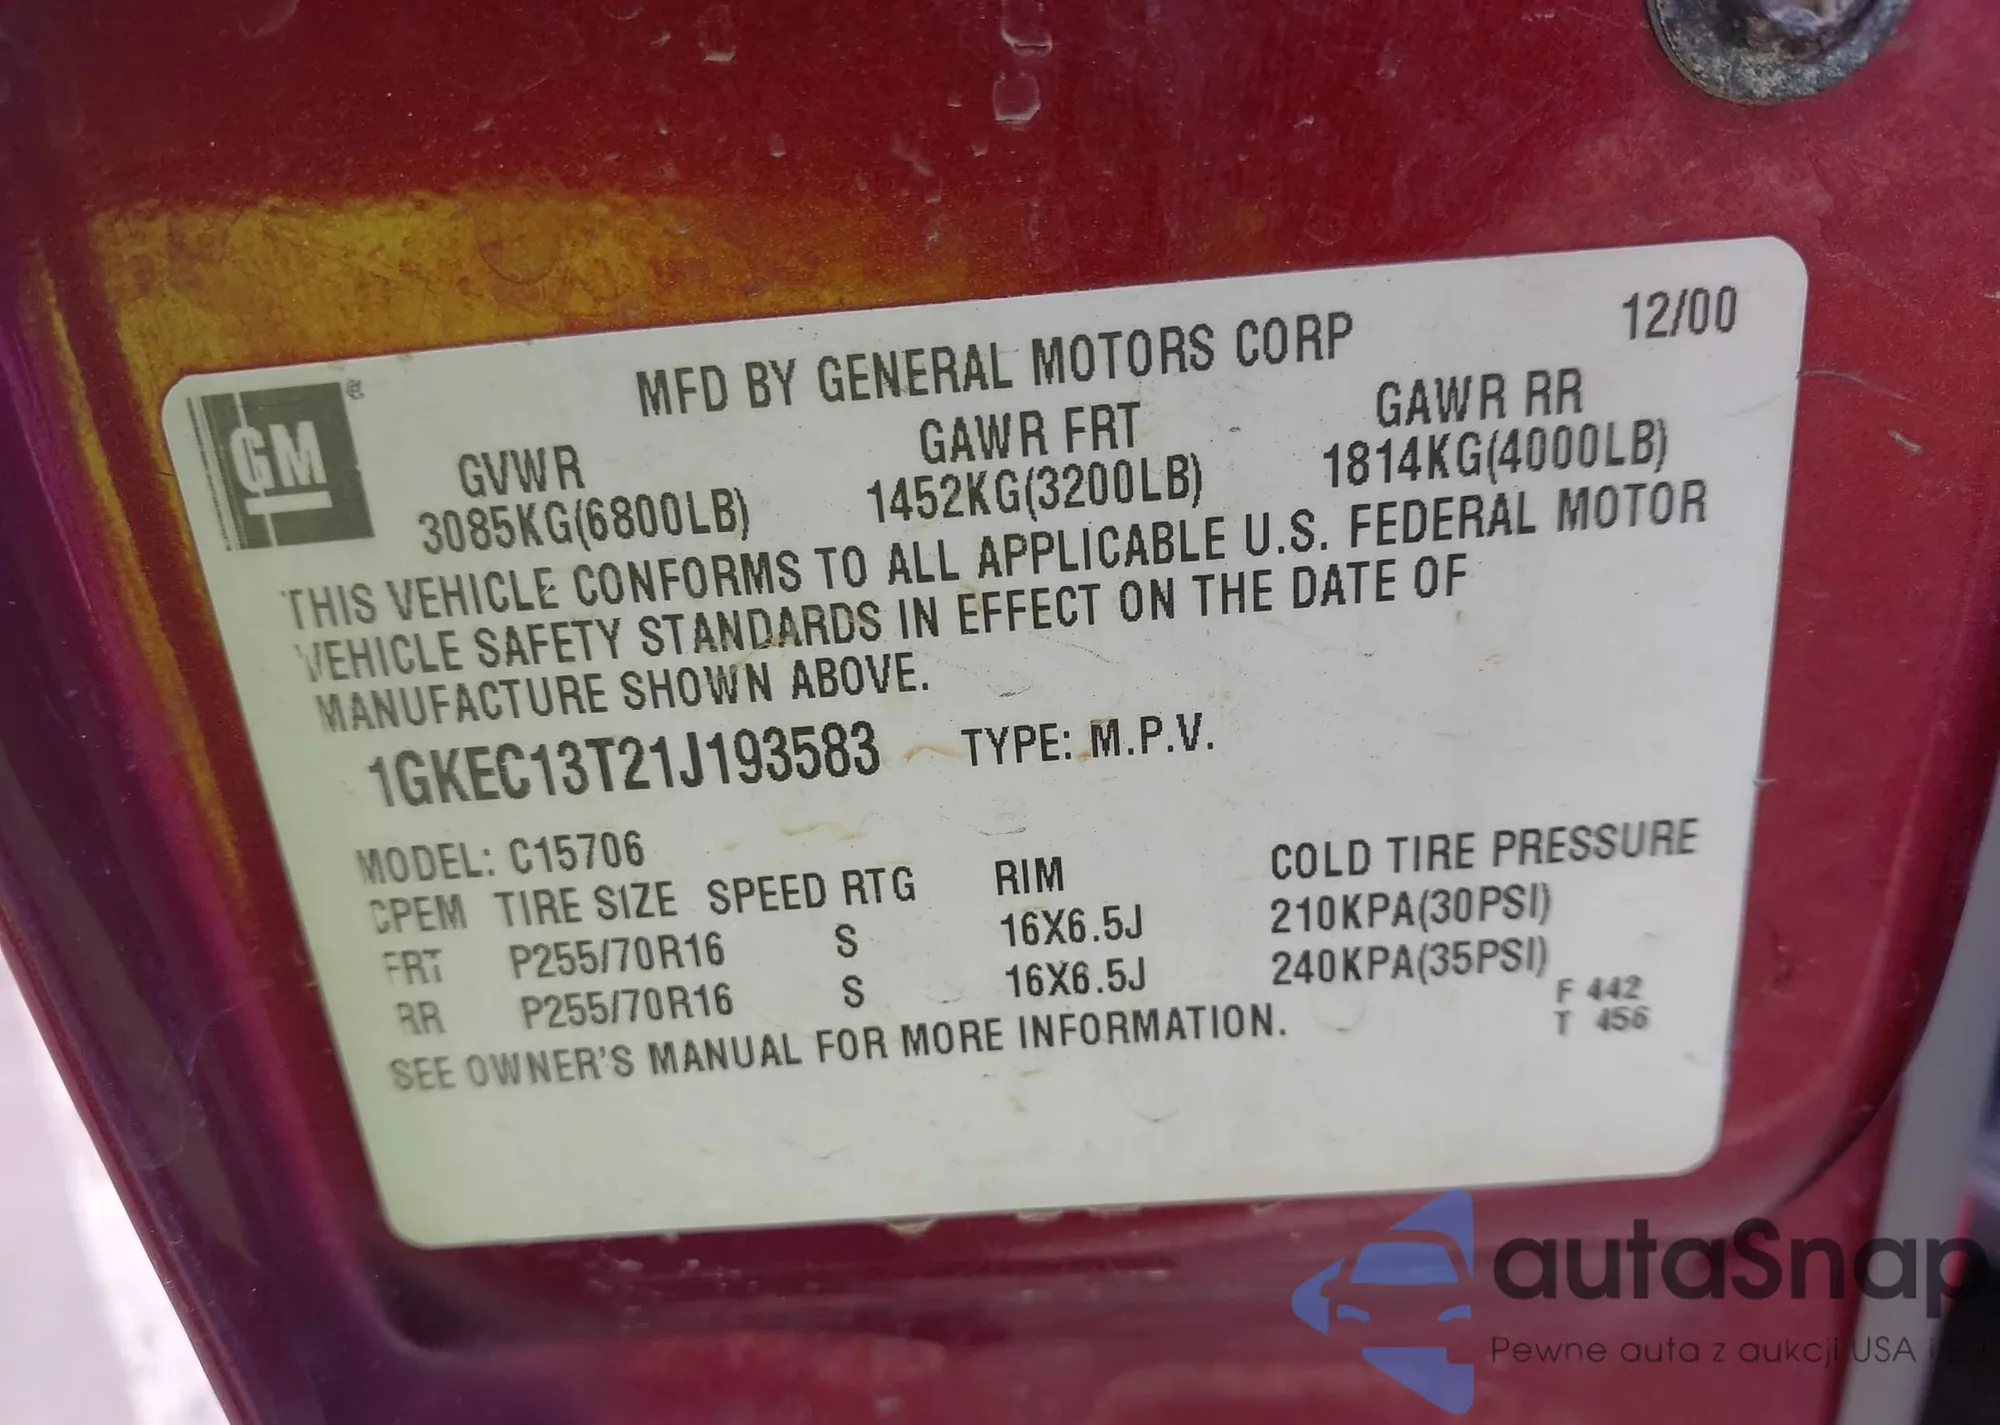 12/00
MFD BY GENERAL MOTORS CORP
GM
GVWR GAWR FRT GAWR RR
3085KG(6800LB) 1452KG(3200LB) 1814KG(4000LB)
THIS VEHICLE CONFORMS TO ALL APPLICABLE U.S. FEDERAL MOTOR
VEHICLE SAFETY STANDARDS IN EFFECT ON THE DATE OF
MANUFACTURE SHOWN ABOVE.
1GKEC13T21J193583 TYPE: M.P.V.
MODEL: C15706
CPEM TIRE SIZE SPEED RTG RIM COLD TIRE PRESSURE
FRT P255/70R16 S 16X6.5J 210KPA(30PSI)
RR P255/70R16 S 16X6.5J 240KPA(35PSI)
SEE OWNER'S MANUAL FOR MORE INFORMATION.
F 442
T 456
autaSnap
Pewne auta z aukcji USA i EU